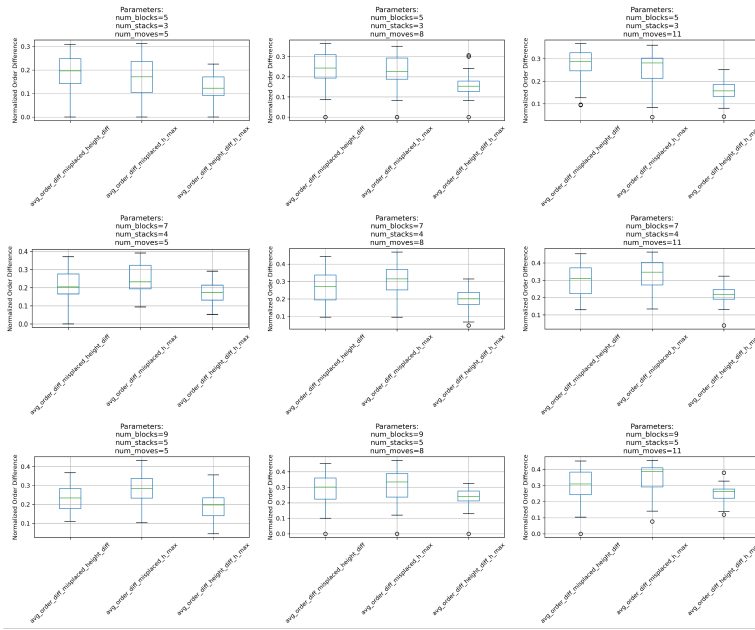 Parameters:
num_blocks=5
num_stacks=3
num_moves=5
Normalized Order Difference
0.3
0.2
0.1
0.0
avg_order_diff_misplaced_height_diff
avg_order_diff_misplaced_h_max
avg_order_diff_height_diff_h_max
Parameters:
num_blocks=5
num_stacks=3
num_moves=8
Normalized Order Difference
0.3
0.2
0.1
0.0
avg_order_diff_misplaced_height_diff
avg_order_diff_misplaced_h_max
avg_order_diff_height_diff_h_max
Parameters:
num_blocks=5
num_stacks=3
num_moves=11
Normalized Order Difference
0.3
0.2
0.1
avg_order_diff_misplaced_height_diff
avg_order_diff_misplaced_h_max
avg_order_diff_height_diff_h_max
Parameters:
num_blocks=7
num_stacks=4
num_moves=5
Normalized Order Difference
0.4
0.3
0.2
0.1
0.0
avg_order_diff_misplaced_height_diff
avg_order_diff_misplaced_h_max
avg_order_diff_height_diff_h_max
Parameters:
num_blocks=7
num_stacks=4
num_moves=8
Normalized Order Difference
0.4
0.3
0.2
0.1
avg_order_diff_misplaced_height_diff
avg_order_diff_misplaced_h_max
avg_order_diff_height_diff_h_max
Parameters:
num_blocks=7
num_stacks=4
num_moves=11
Normalized Order Difference
0.4
0.3
0.2
0.1
avg_order_diff_misplaced_height_diff
avg_order_diff_misplaced_h_max
avg_order_diff_height_diff_h_max
Parameters:
num_blocks=9
num_stacks=5
num_moves=5
Normalized Order Difference
0.4
0.3
0.2
0.1
avg_order_diff_misplaced_height_diff
avg_order_diff_misplaced_h_max
avg_order_diff_height_diff_h_max
Parameters:
num_blocks=9
num_stacks=5
num_moves=8
Normalized Order Difference
0.4
0.3
0.2
0.1
0.0
avg_order_diff_misplaced_height_diff
avg_order_diff_misplaced_h_max
avg_order_diff_height_diff_h_max
Parameters:
num_blocks=9
num_stacks=5
num_moves=11
Normalized Order Difference
0.4
0.3
0.2
0.1
0.0
avg_order_diff_misplaced_height_diff
avg_order_diff_misplaced_h_max
avg_order_diff_height_diff_h_max